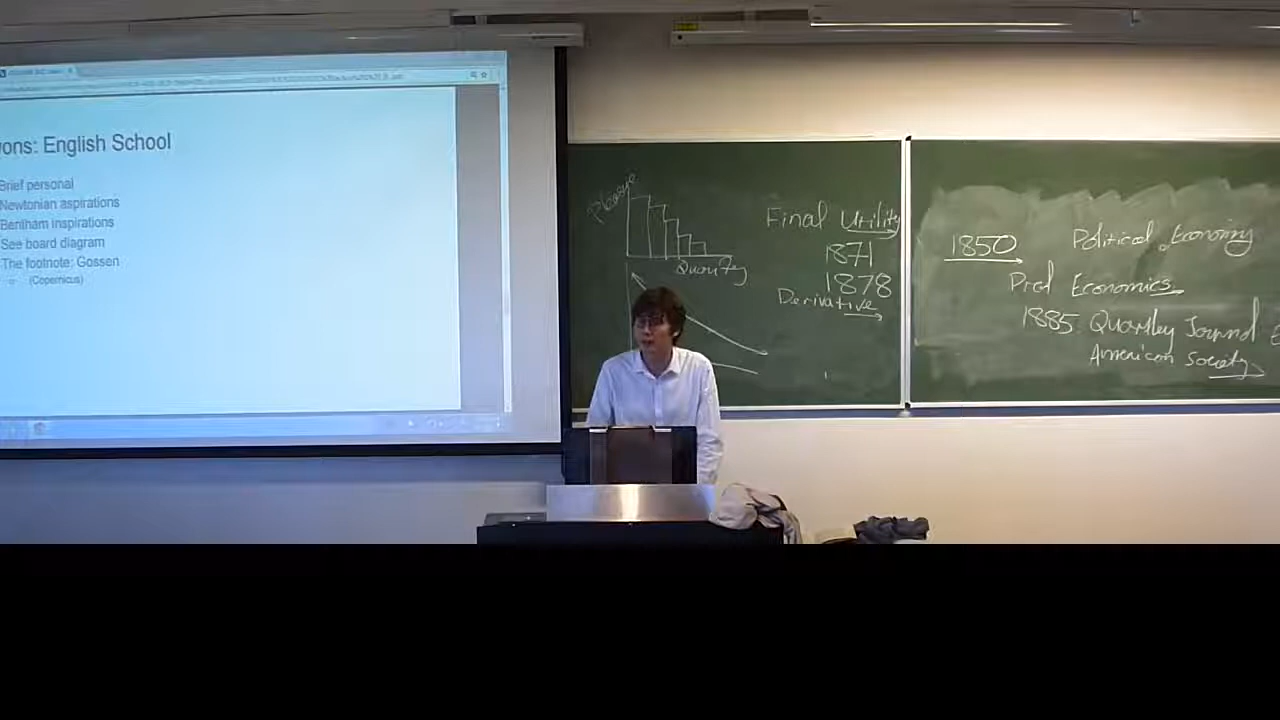 ons: English School
Brief personal
Newtonian aspirations
Bentham inspirations
See board diagram
The footnote: Gossen
(Copernicus)
Pleasure
Quantity
Final Utility
1871
1878
Derivative
1850 Political Economy
Prof Economics
1885 Quartley Journal
American Society